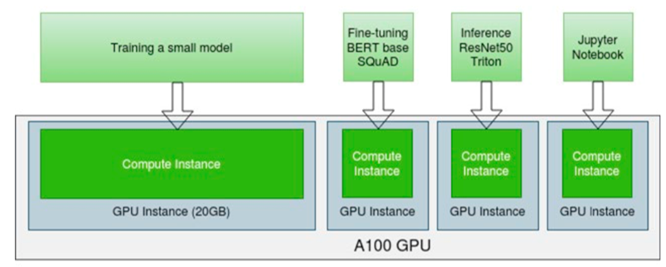 Training a small model
Fine-tuning
BERT base
SQuAD
Inference
ResNet50
Triton
Jupyter
Notebook
Compute Instance
Compute
Instance
Compute
Instance
Compute
Instance
GPU Instance (20GB)
GPU Instance
GPU Instance
GPU Instance
A100 GPU